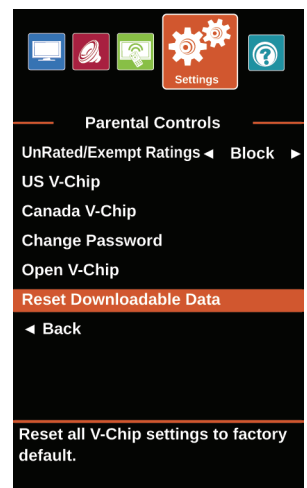 Settings
Parental Controls
UnRated/Exempt Ratings ◄ Block ►
US V-Chip
Canada V-Chip
Change Password
Open V-Chip
Reset Downloadable Data
◄ Back
Reset all V-Chip settings to factory
default.